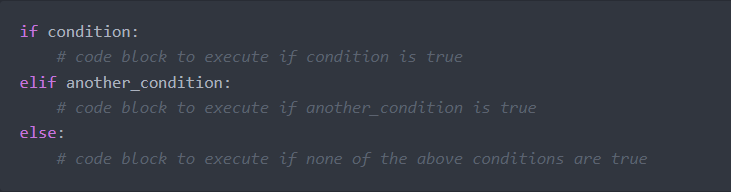 if condition:
    # code block to execute if condition is true
elif another_condition:
    # code block to execute if another_condition is true
else:
    # code block to execute if none of the above conditions are true